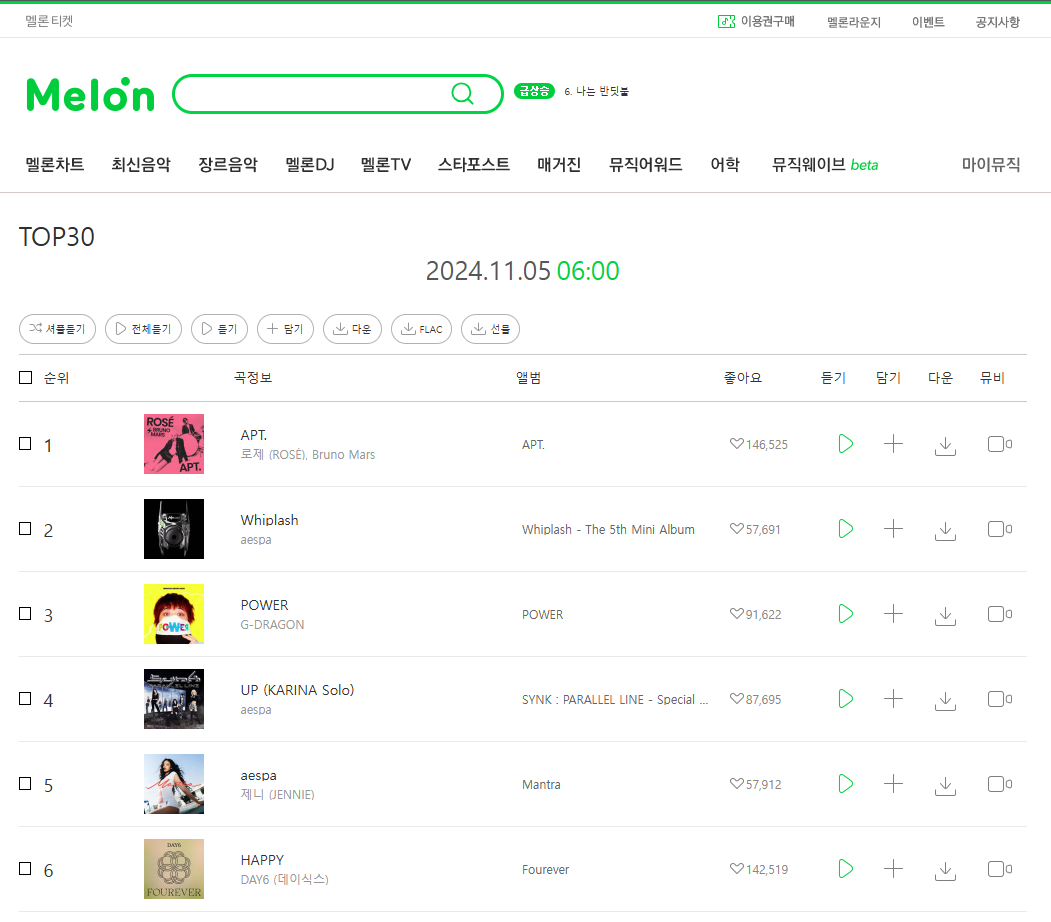 멜론티켓
이용권구매 멜론라운지 이벤트 공지사항
Melon
급상승 6. 나는 반딧불
멜론차트 최신음악 장르음악 멜론DJ 멜론TV 스타포스트 매거진 뮤직어워드 어학 뮤직웨이브 beta 마이뮤직
TOP30
2024.11.05 06:00
셔플듣기 전체듣기 듣기 담기 다운 FLAC 선물
순위 곡정보 앨범 좋아요 듣기 담기 다운 뮤비
ROSÉ
+BRUNO
MARS
APT.
1 APT. APT. 146,525
로제 (ROSÉ), Bruno Mars
2 Whiplash Whiplash - The 5th Mini Album 57,691
aespa
POWER
3 POWER POWER 91,622
G-DRAGON
4 UP (KARINA Solo) SYNK : PARALLEL LINE - Special ... 87,695
aespa
Mantra
5 aespa Mantra 57,912
제니 (JENNIE)
DAY6
FOUREVER
6 HAPPY Fourever 142,519
DAY6 (데이식스)